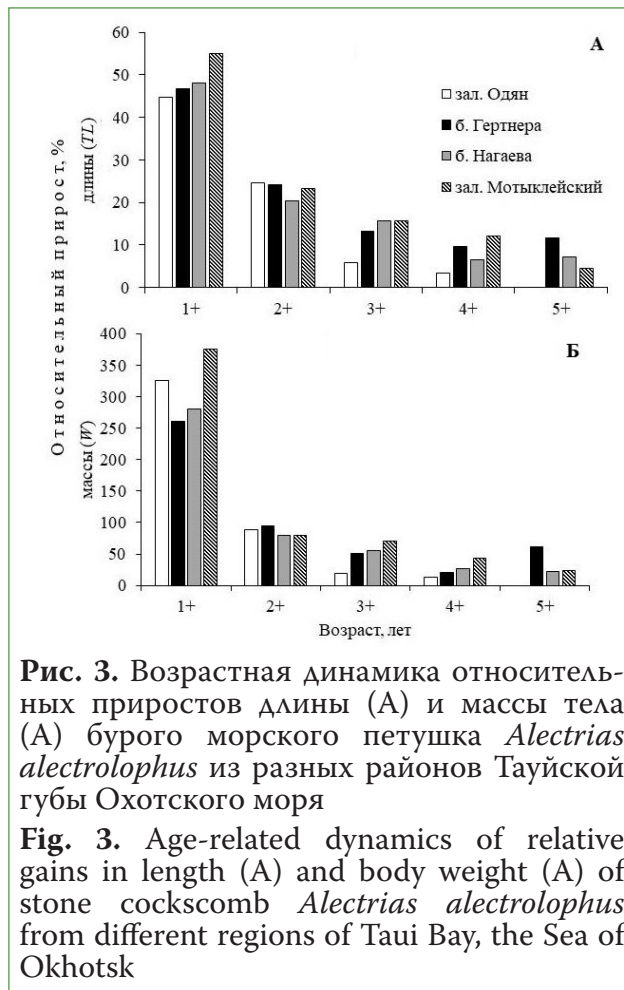 А
Относительный прирост, %
длины (TL)
60
50
40
30
20
10
0
зал. Одян
б. Гертнера
б. Нагаева
зал. Мотыклейский
1+ 2+ 3+ 4+ 5+
Б
массы (W)
400
350
300
250
200
150
100
50
0
1+ 2+ 3+ 4+ 5+
Возраст, лет
Рис. 3. Возрастная динамика относитель-
ных приростов длины (А) и массы тела
(А) бурого морского петушка Alectrias
alectrolophus из разных районов Тауйской
губы Охотского моря
Fig. 3. Age-related dynamics of relative
gains in length (A) and body weight (A) of
stone cockscomb Alectrias alectrolophus
from different regions of Taui Bay, the Sea of
Okhotsk